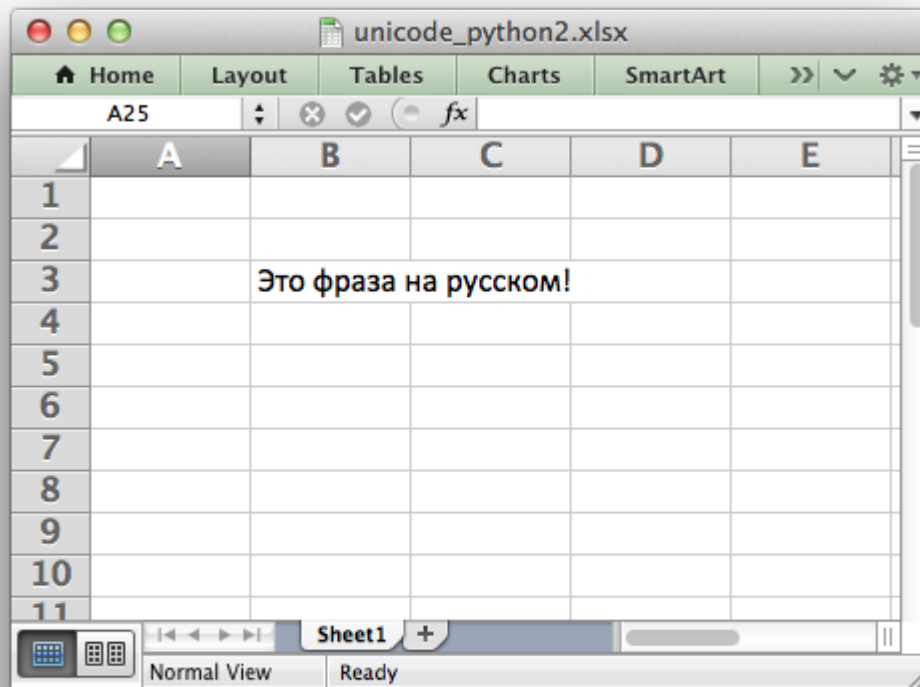 unicode_python2.xlsx
Home Layout Tables Charts SmartArt
A25 fx
A B C D E
1
2
3 Это фраза на русском!
4
5
6
7
8
9
10
11
Sheet1 +
Normal View Ready